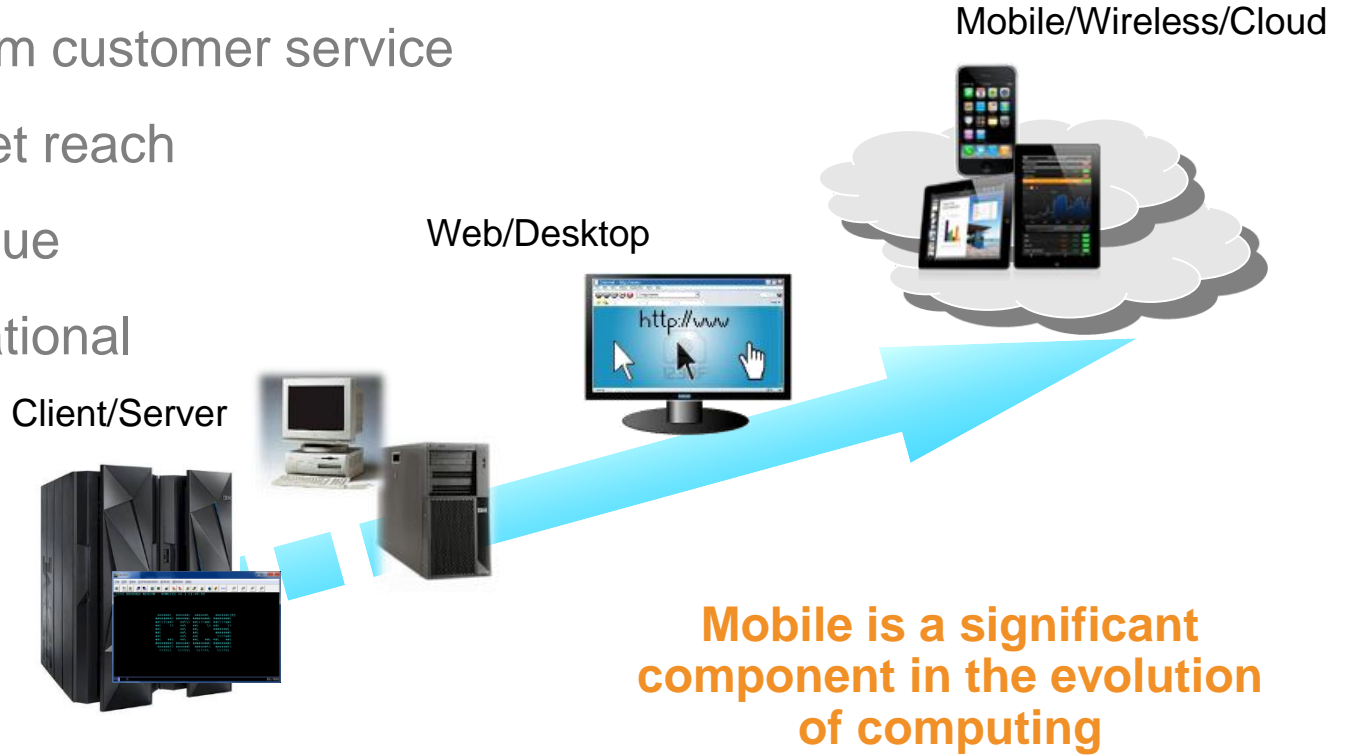 Mobile/Wireless/Cloud
m customer service
et reach
ue
Web/Desktop
http://www
ational
Client/Server
Mobile is a significant
component in the evolution
of computing